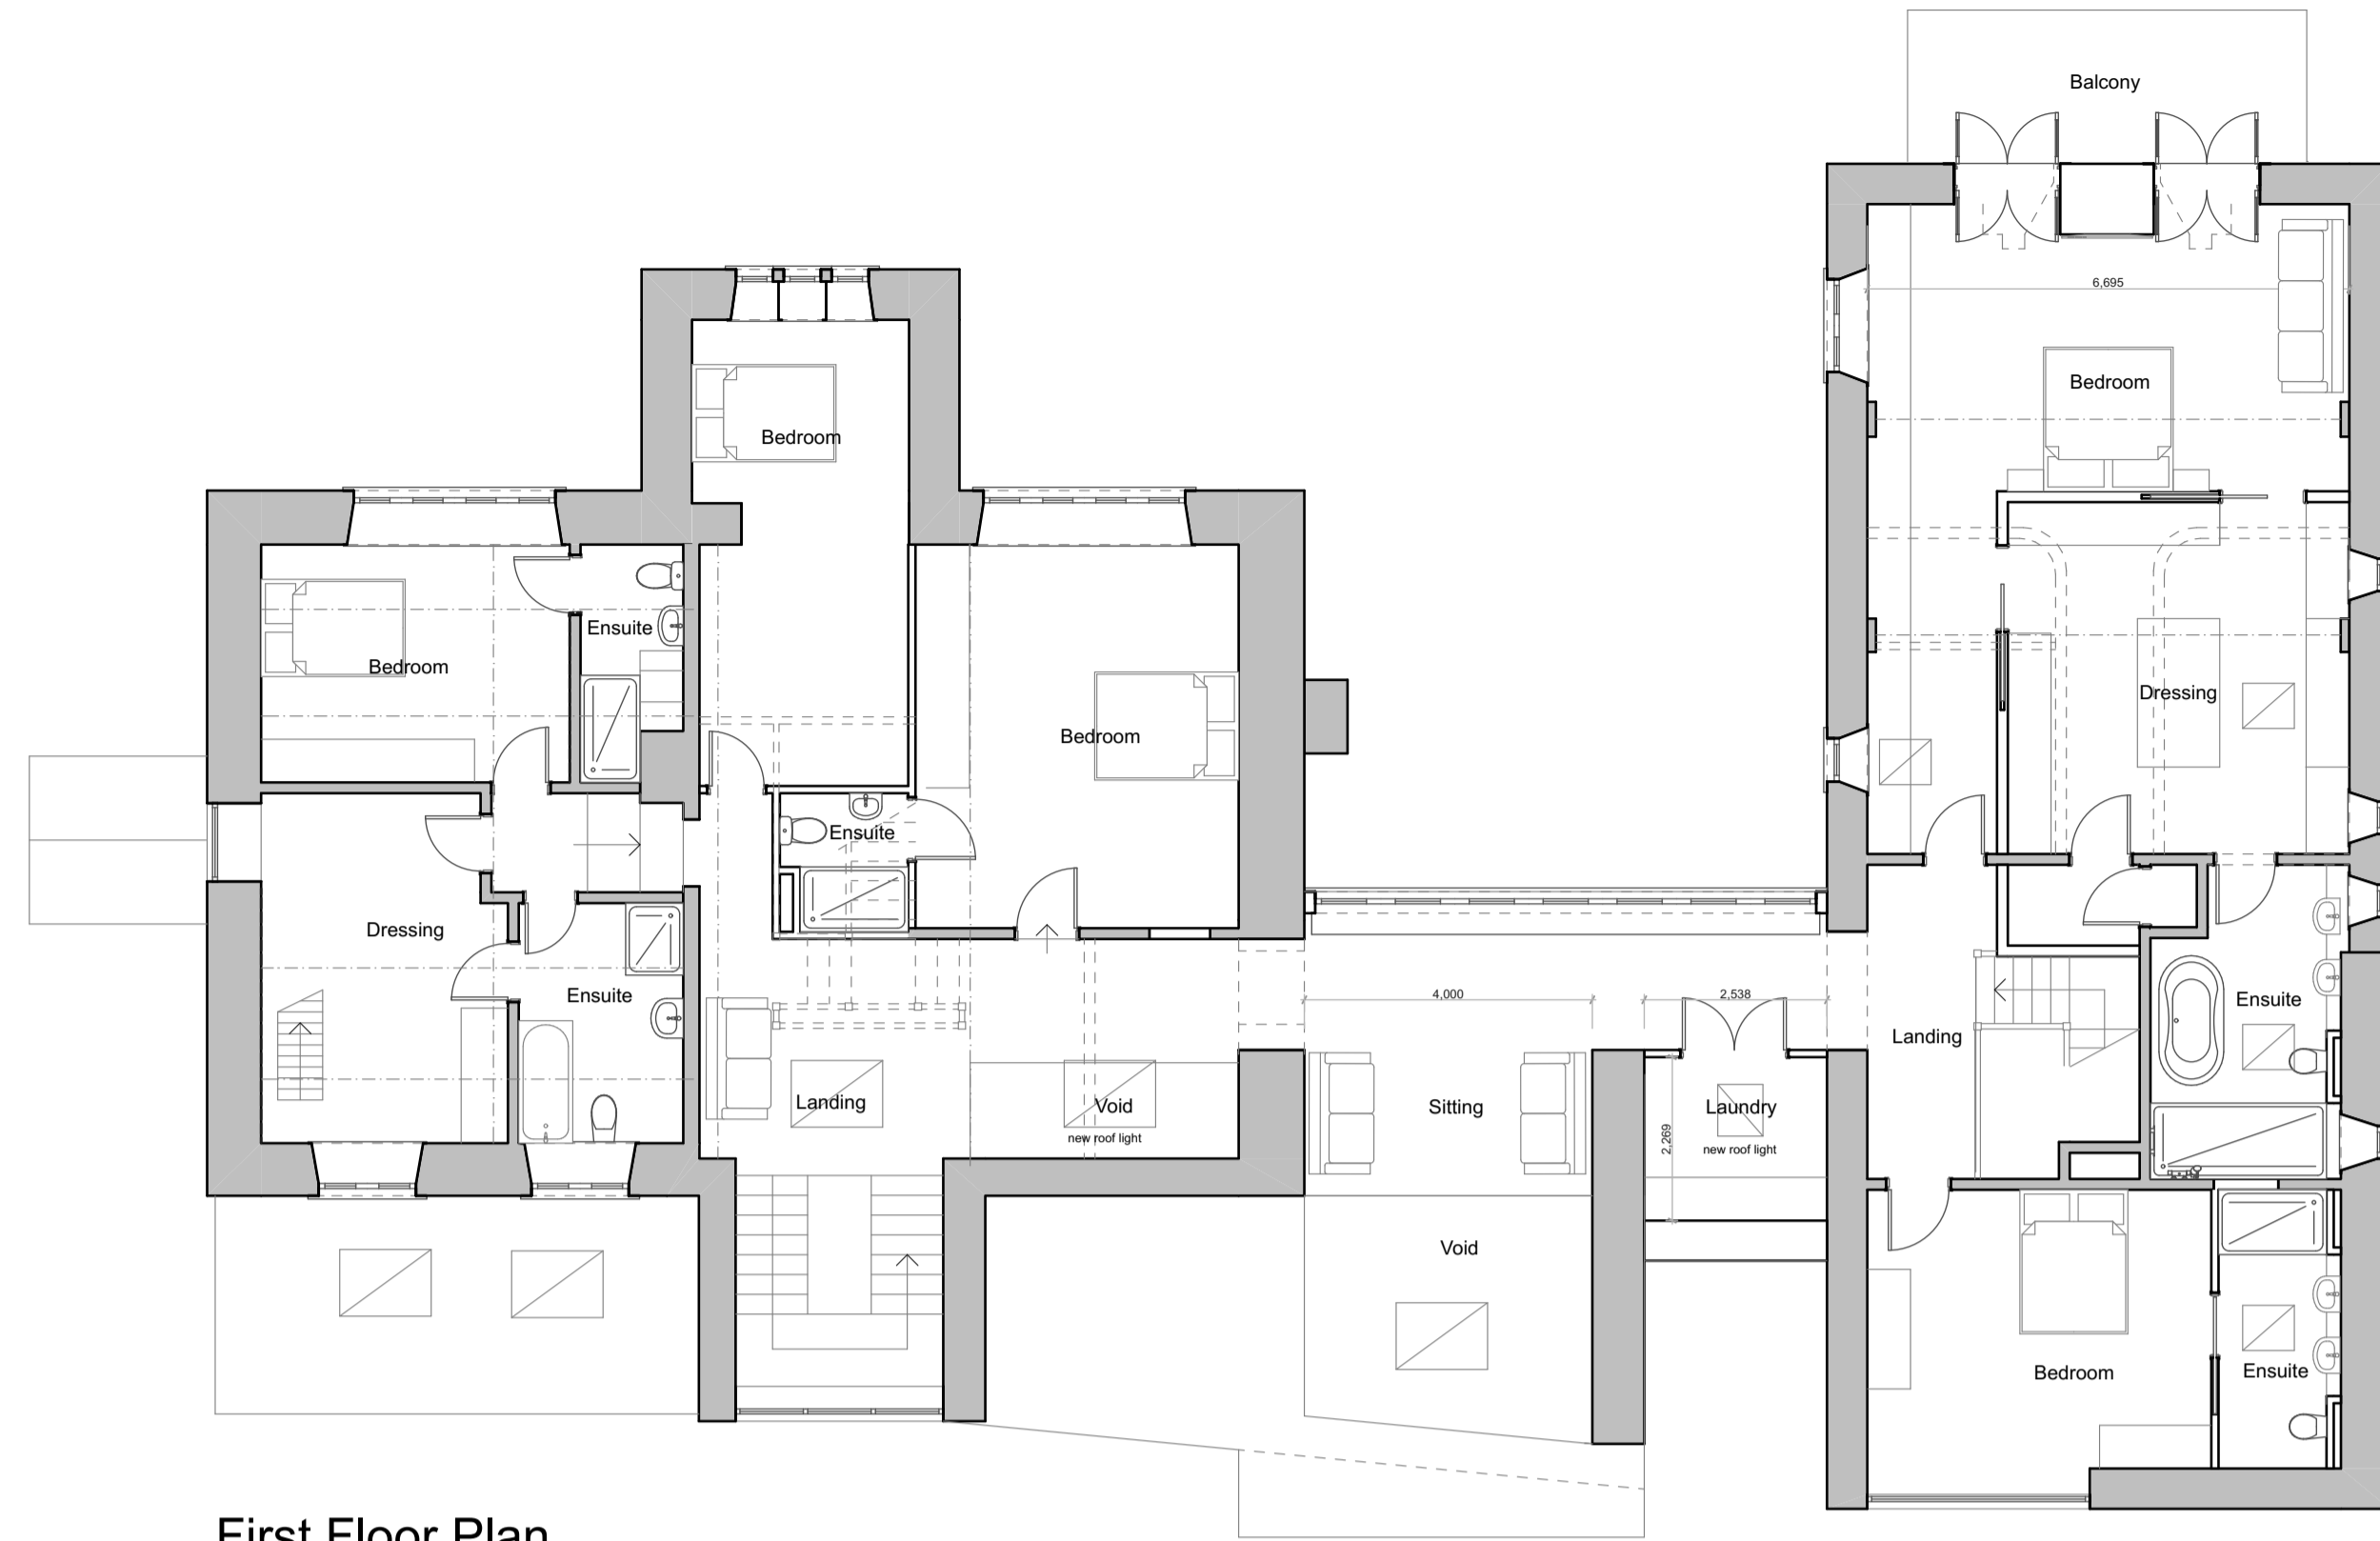 Balcony
6,695
Bedroom
Bedroom
Bedroom
Ensuite
Bedroom
Dressing
Bedroom
Ensuite
Dressing
Ensuite
4,000
2,538
Ensuite
Landing
Landing
Void
new roof light
Sitting
Laundry
new roof light
2,269
Void
Bedroom
Ensuite
First Floor Plan